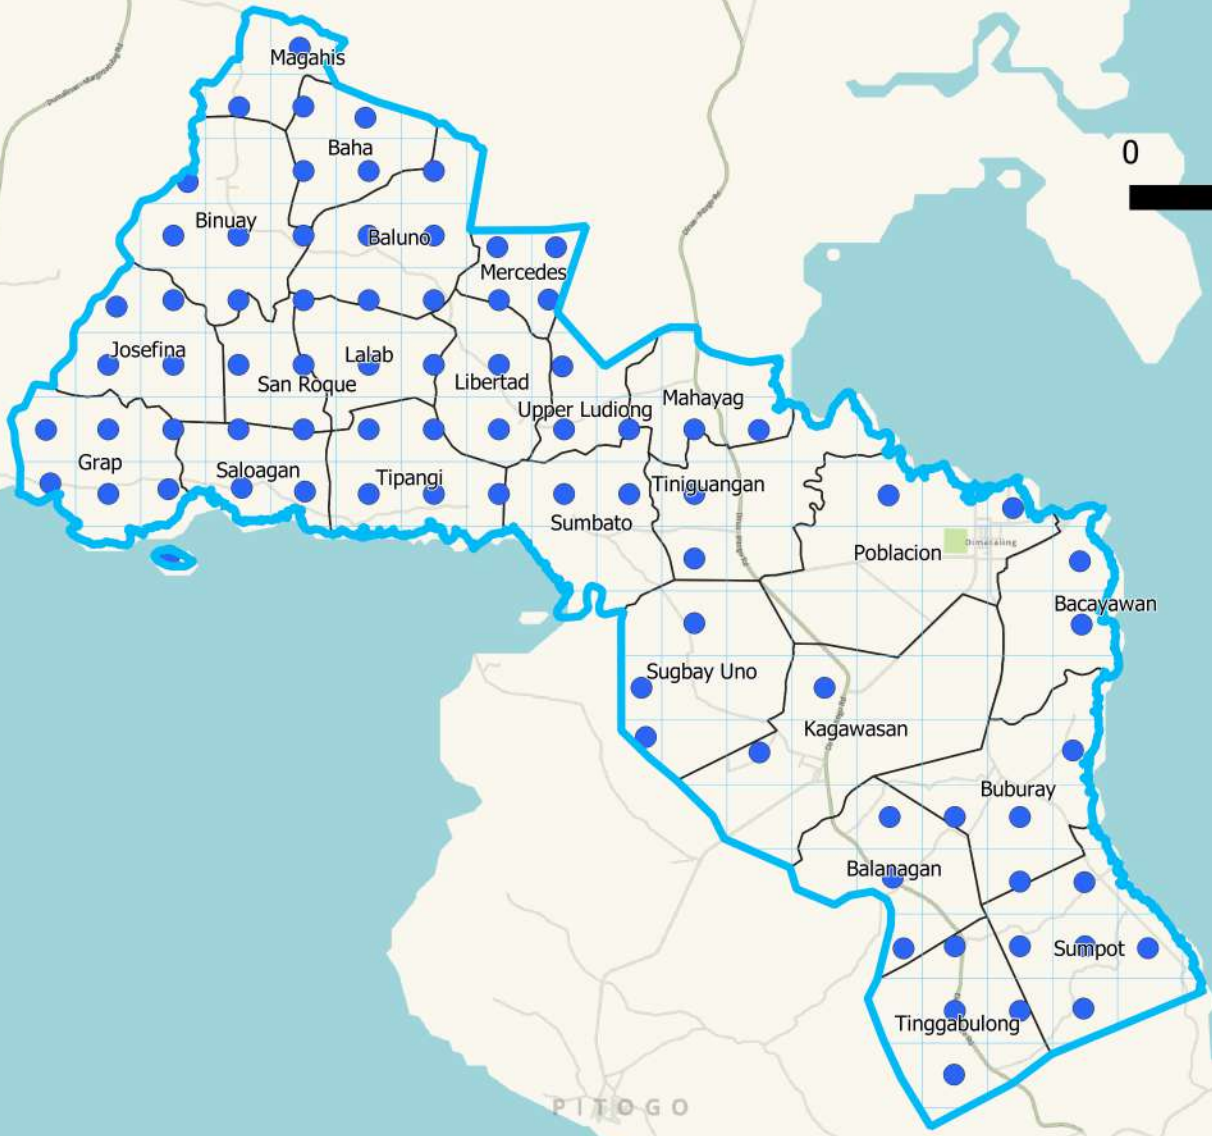 Magahis
Baha
0
Binuay
Baluno
Mercedes
Josefina
Lalab
San Roque
Libertad
Mahayag
Upper Ludiong
Grap
Saloagan
Tipangi
Tiniguangan
Sumbato
Poblacion
Dimataling
Bacayawan
Sugbay Uno
Kagawasan
Buburay
Balanagan
Sumpot
Tinggabulong
PITOGO